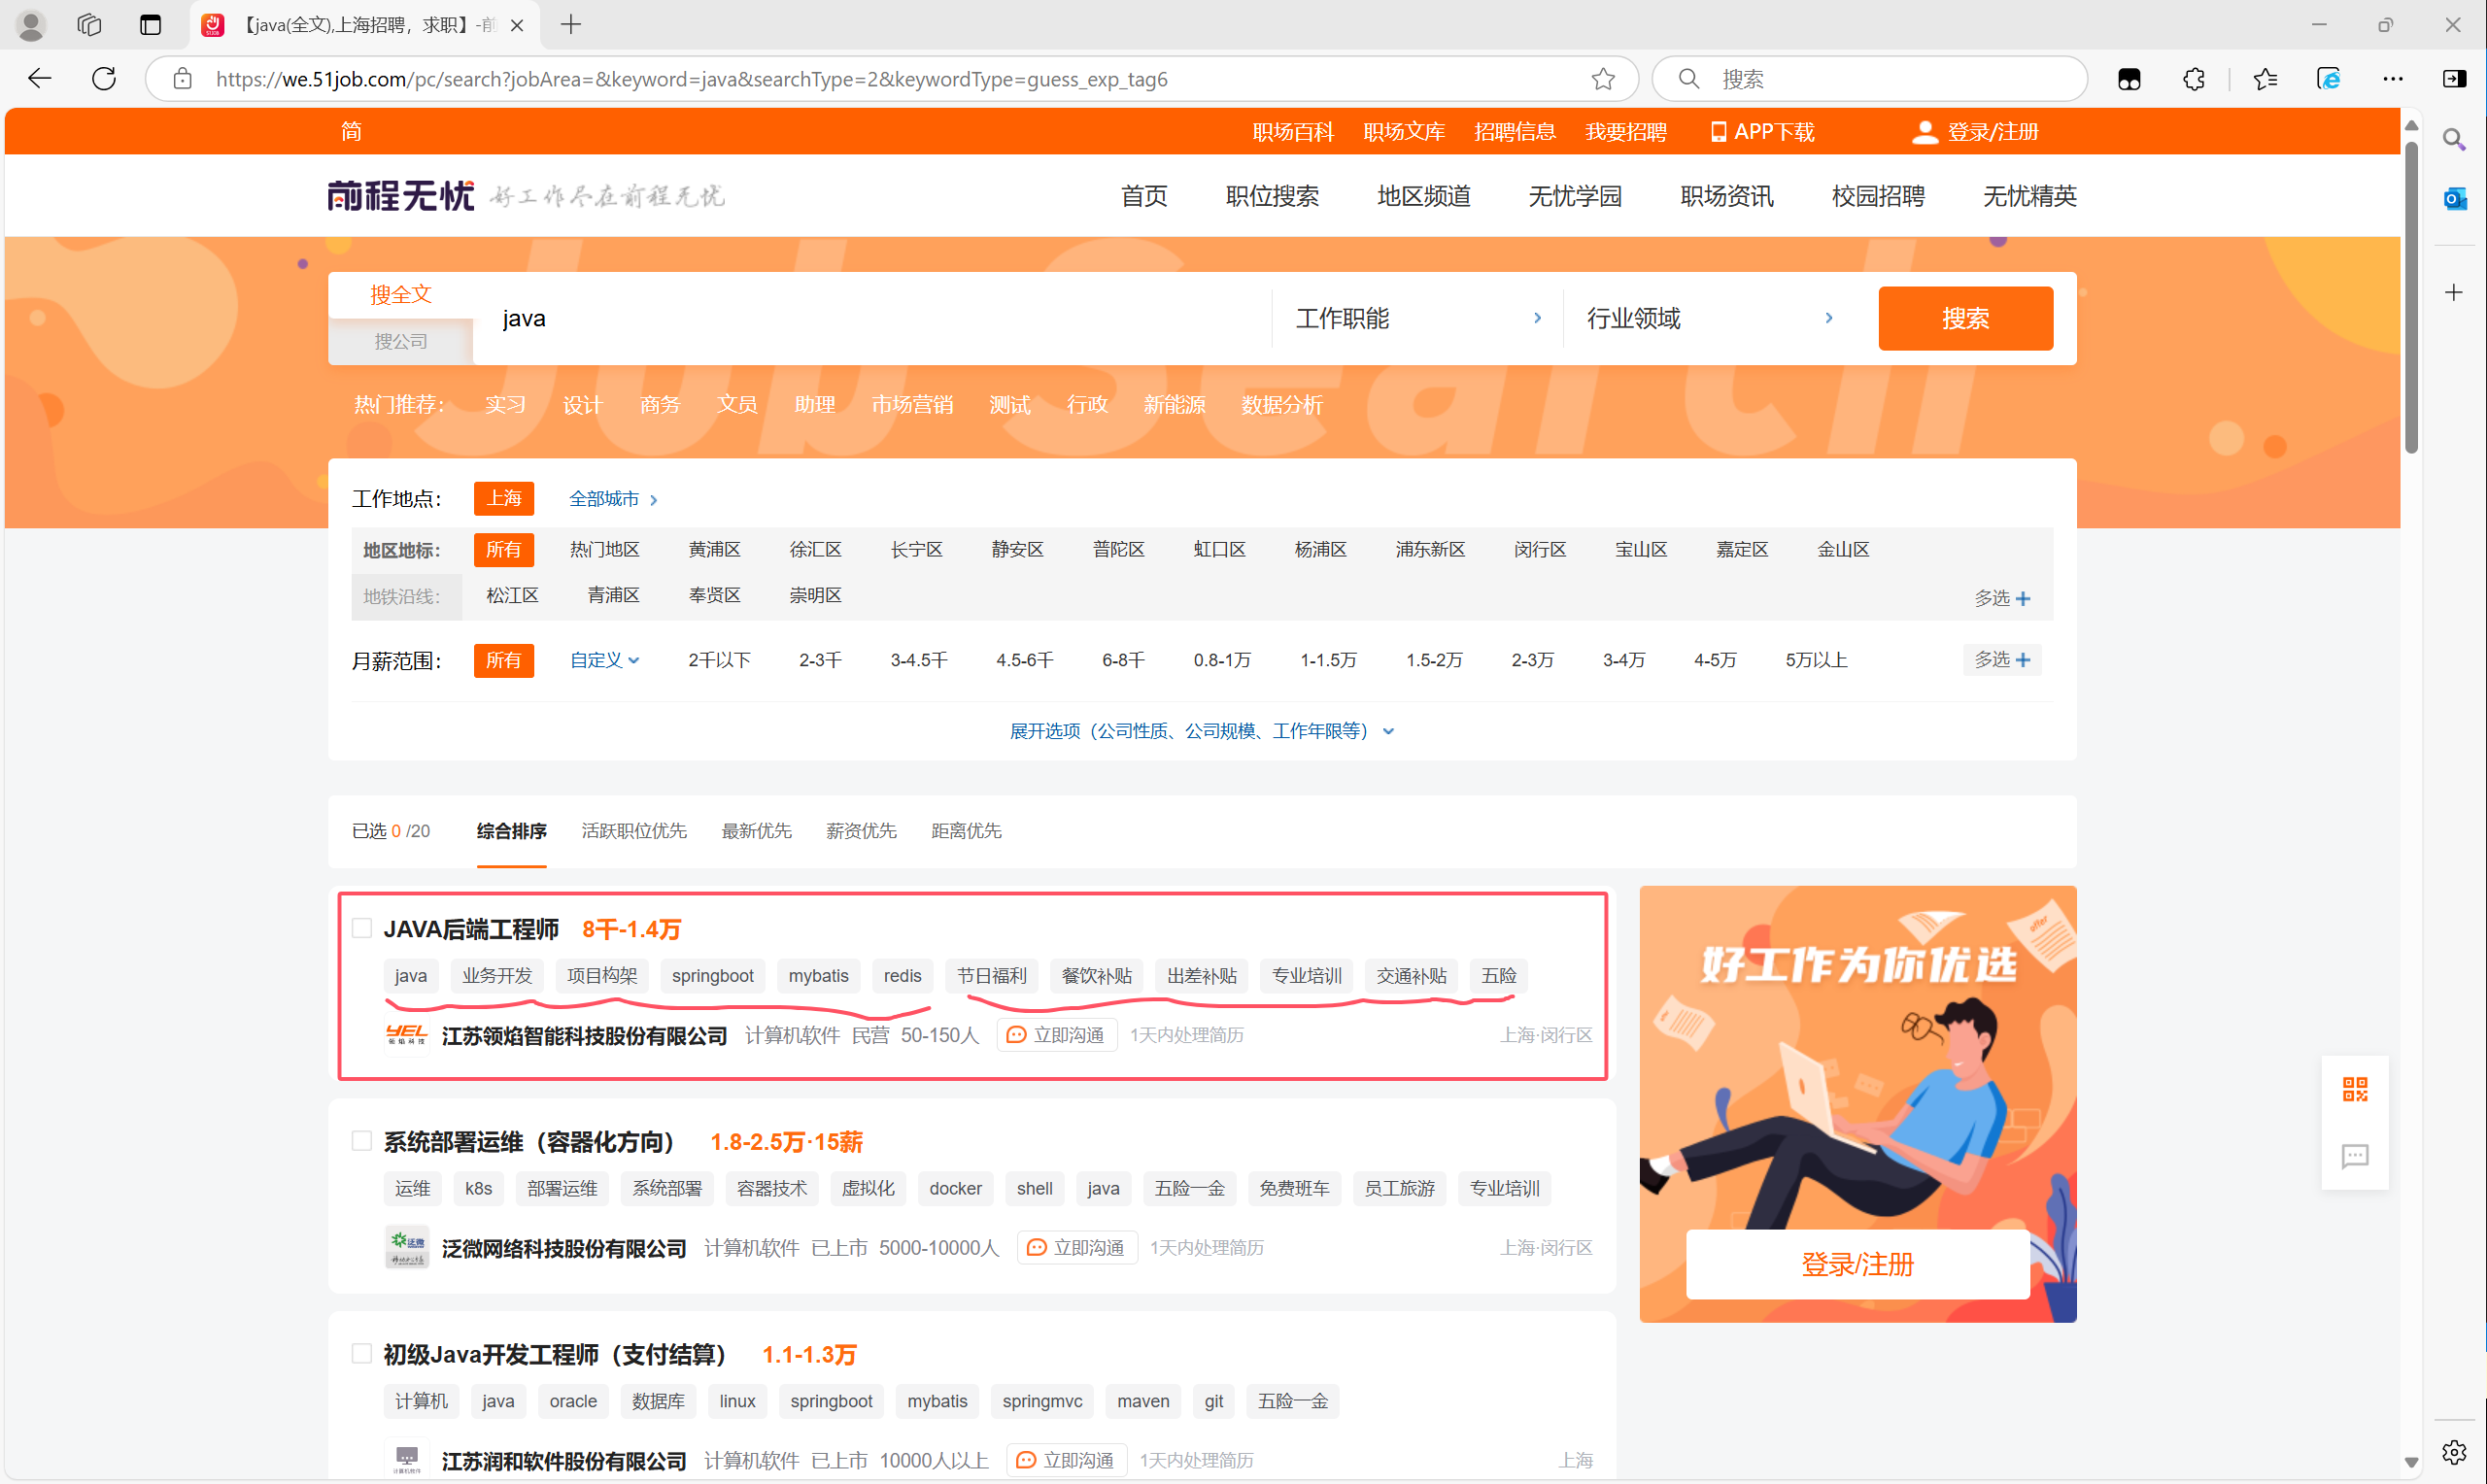 【java(全文),上海招聘，求职】-前
https://we.51job.com/pc/search?jobArea=&keyword=java&searchType=2&keywordType=guess_exp_tag6
搜索
简 职场百科 职场文库 招聘信息 我要招聘 APP下载 登录/注册
前程无忧 好工作尽在前程无忧 首页 职位搜索 地区频道 无忧学园 职场资讯 校园招聘 无忧精英
Job Search
搜全文
java 工作职能 行业领域 搜索
搜公司
热门推荐： 实习 设计 商务 文员 助理 市场营销 测试 行政 新能源 数据分析
工作地点： 上海 全部城市
地区地标： 所有 热门地区 黄浦区 徐汇区 长宁区 静安区 普陀区 虹口区 杨浦区 浦东新区 闵行区 宝山区 嘉定区 金山区
地铁沿线： 松江区 青浦区 奉贤区 崇明区 多选
月薪范围： 所有 自定义 2千以下 2-3千 3-4.5千 4.5-6千 6-8千 0.8-1万 1-1.5万 1.5-2万 2-3万 3-4万 4-5万 5万以上 多选
展开选项（公司性质、公司规模、工作年限等）
已选 0 /20 综合排序 活跃职位优先 最新优先 薪资优先 距离优先
JAVA后端工程师 8千-1.4万
java 业务开发 项目构架 springboot mybatis redis 节日福利 餐饮补贴 出差补贴 专业培训 交通补贴 五险
YEL 领焰科技 江苏领焰智能科技股份有限公司 计算机软件 民营 50-150人 立即沟通 1天内处理简历 上海·闵行区
系统部署运维（容器化方向） 1.8-2.5万·15薪
运维 k8s 部署运维 系统部署 容器技术 虚拟化 docker shell java 五险一金 免费班车 员工旅游 专业培训
泛微 泛微网络科技股份有限公司 计算机软件 已上市 5000-10000人 立即沟通 1天内处理简历 上海·闵行区
初级Java开发工程师（支付结算） 1.1-1.3万
计算机 java oracle 数据库 linux springboot mybatis springmvc maven git 五险一金
计算机软件 江苏润和软件股份有限公司 计算机软件 已上市 10000人以上 立即沟通 1天内处理简历 上海
offer
好工作为你优选
登录/注册